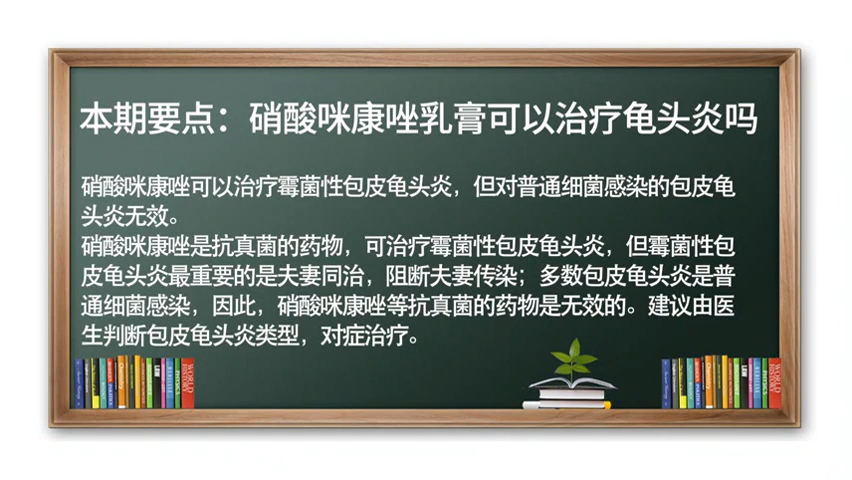 本期要点：硝酸咪康唑乳膏可以治疗龟头炎吗
硝酸咪康唑可以治疗霉菌性包皮龟头炎，但对普通细菌感染的包皮龟
头炎无效。
硝酸咪康唑是抗真菌的药物，可治疗霉菌性包皮龟头炎，但霉菌性包
皮龟头炎最重要的是夫妻同治，阻断夫妻传染；多数包皮龟头炎是普
通细菌感染，因此，硝酸咪康唑等抗真菌的药物是无效的。建议由医
生判断包皮龟头炎类型，对症治疗。
WORLD HISTORY